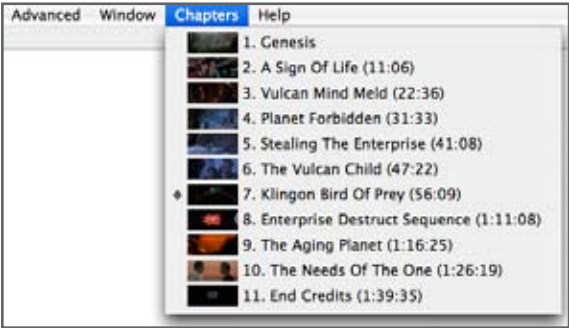 Advanced Window Chapters Help
1. Genesis
2. A Sign Of Life (11:06)
3. Vulcan Mind Meld (22:36)
4. Planet Forbidden (31:33)
5. Stealing The Enterprise (41:08)
6. The Vulcan Child (47:22)
7. Klingon Bird Of Prey (56:09)
8. Enterprise Destruct Sequence (1:11:08)
9. The Aging Planet (1:16:25)
10. The Needs Of The One (1:26:19)
11. End Credits (1:39:35)